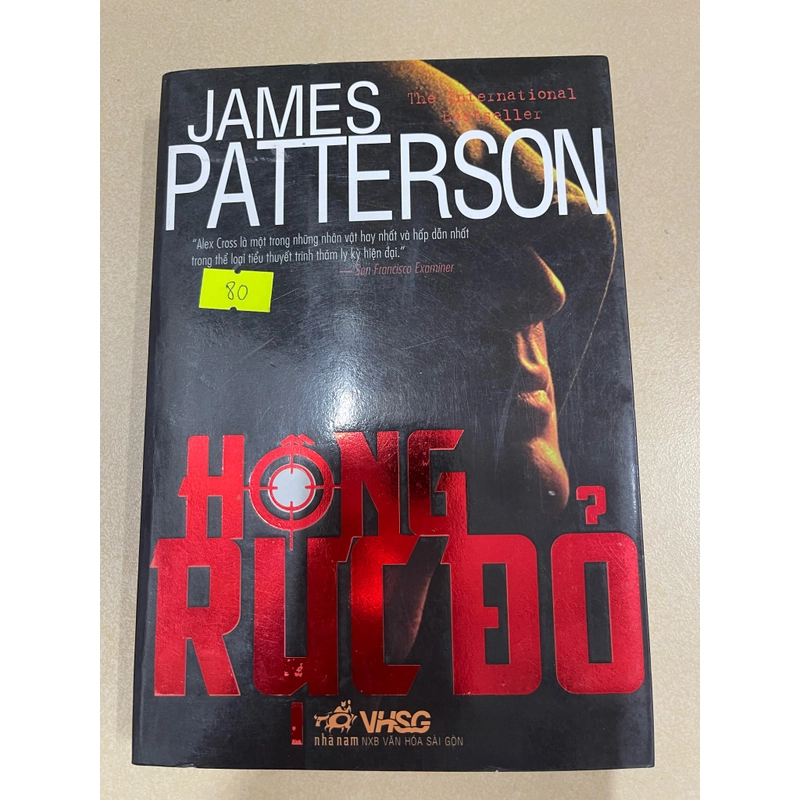 JAMES
The international
bestseller
PATTERSON
"Alex Cross là một trong những nhân vật hay nhất và hấp dẫn nhất
trong thể loại tiểu thuyết trinh thám ly kỳ hiện đại."
— San Francisco Examiner
80
HỒNG
RỰC ĐỎ
VHSG
nhã nam NXB VĂN HÓA SÀI GÒN